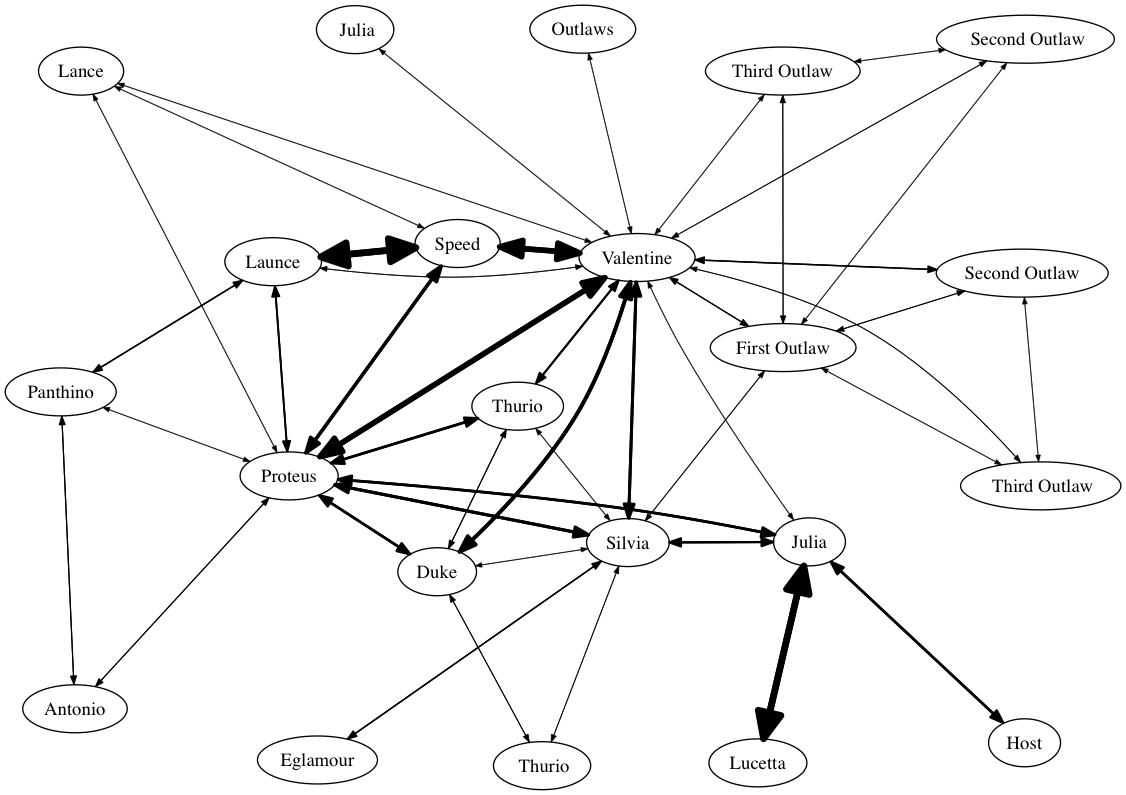 Julia
Outlaws
Second Outlaw
Lance
Third Outlaw
Speed
Valentine
Launce
Second Outlaw
First Outlaw
Panthino
Thurio
Proteus
Third Outlaw
Silvia
Julia
Duke
Antonio
Host
Eglamour
Thurio
Lucetta